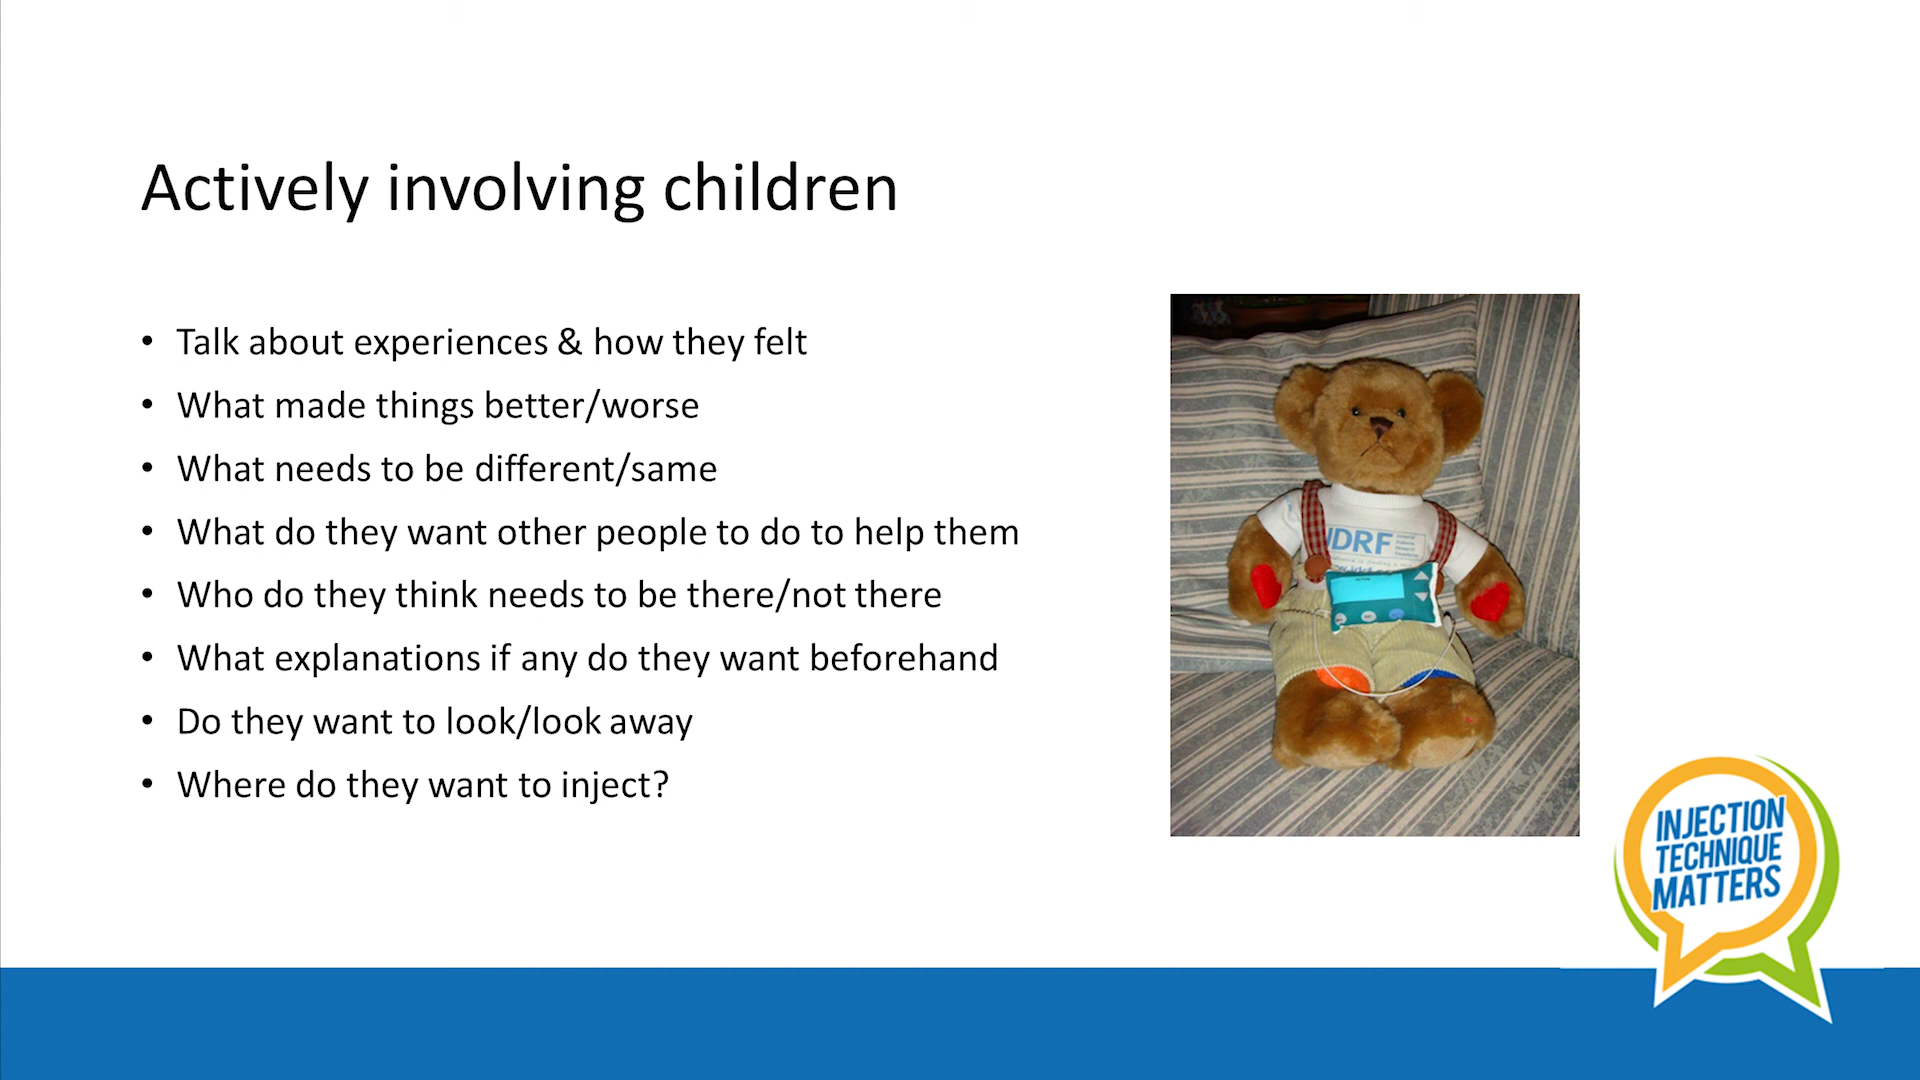 Actively involving children
• Talk about experiences & how they felt
• What made things better/worse
• What needs to be different/same
• What do they want other people to do to help them
• Who do they think needs to be there/not there
• What explanations if any do they want beforehand
• Do they want to look/look away
• Where do they want to inject?
JDRF
INJECTION
TECHNIQUE
MATTERS